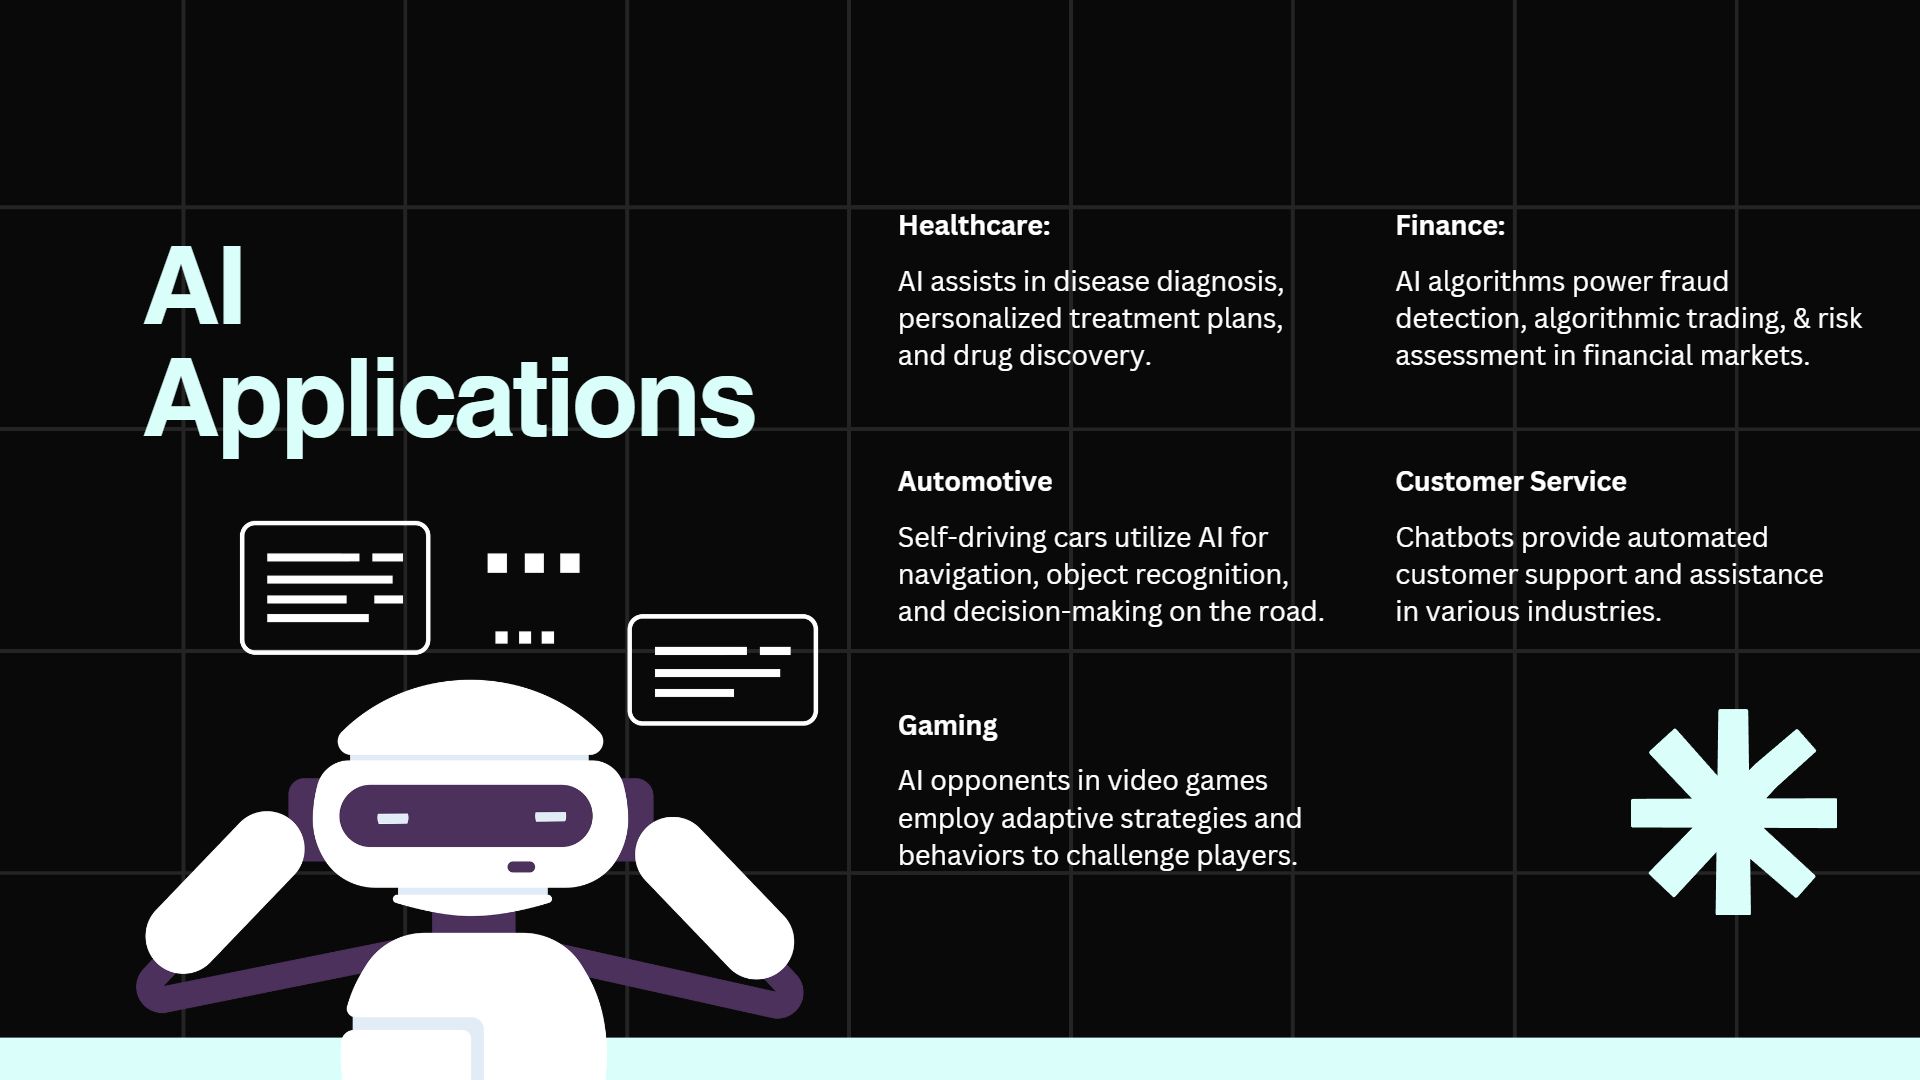 AI
Applications
Healthcare:
AI assists in disease diagnosis,
personalized treatment plans,
and drug discovery.
Finance:
AI algorithms power fraud
detection, algorithmic trading, & risk
assessment in financial markets.
Automotive
Self-driving cars utilize AI for
navigation, object recognition,
and decision-making on the road.
Customer Service
Chatbots provide automated
customer support and assistance
in various industries.
Gaming
AI opponents in video games
employ adaptive strategies and
behaviors to challenge players.